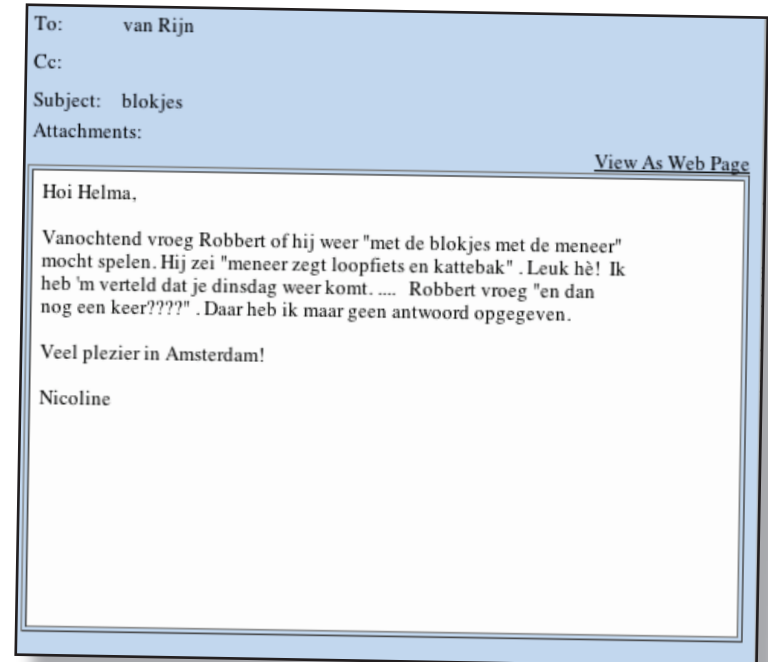 To: van Rijn
Cc:
Subject: blokjes
Attachments:
View As Web Page
Hoi Helma,
Vanochtend vroeg Robbert of hij weer "met de blokjes met de meneer"
mocht spelen. Hij zei "meneer zegt loopfiets en kattebak" . Leuk hè! Ik
heb 'm verteld dat je dinsdag weer komt. .... Robbert vroeg "en dan
nog een keer????" . Daar heb ik maar geen antwoord opgegeven.
Veel plezier in Amsterdam!
Nicoline